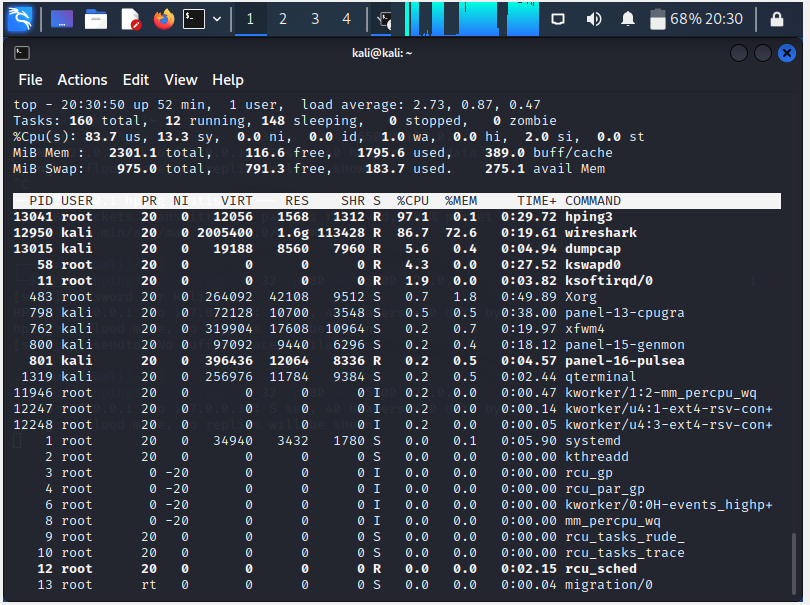 1 2 3 4 68% 20:30
kali@kali: ~
File Actions Edit View Help
top - 20:30:50 up 52 min, 1 user, load average: 2.73, 0.87, 0.47
Tasks: 160 total, 12 running, 148 sleeping, 0 stopped, 0 zombie
%Cpu(s): 83.7 us, 13.3 sy, 0.0 ni, 0.0 id, 1.0 wa, 0.0 hi, 2.0 si, 0.0 st
MiB Mem : 2301.1 total, 116.6 free, 1795.6 used, 389.0 buff/cache
MiB Swap: 975.0 total, 791.3 free, 183.7 used. 275.1 avail Mem
PID USER PR NI VIRT RES SHR S %CPU %MEM TIME+ COMMAND
13041 root 20 0 12056 1568 1312 R 97.1 0.1 0:29.72 hping3
12950 kali 20 0 2005400 1.6g 113428 R 86.7 72.6 0:19.61 wireshark
13015 kali 20 0 19188 8560 7960 R 5.6 0.4 0:04.94 dumpcap
58 root 20 0 0 0 0 R 4.3 0.0 0:27.52 kswapd0
11 root 20 0 0 0 0 R 1.9 0.0 0:03.82 ksoftirqd/0
483 root 20 0 264092 42108 9512 S 0.7 1.8 0:49.89 Xorg
798 kali 20 0 72128 10700 3548 S 0.5 0.5 0:38.00 panel-13-cpugra
762 kali 20 0 319904 17608 10964 S 0.2 0.7 0:19.97 xfwm4
800 kali 20 0 97092 9440 6296 S 0.2 0.4 0:18.12 panel-15-genmon
801 kali 20 0 396436 12064 8336 R 0.2 0.5 0:04.57 panel-16-pulsea
1319 kali 20 0 256976 11784 9384 S 0.2 0.5 0:02.44 qterminal
11946 root 20 0 0 0 0 I 0.2 0.0 0:00.47 kworker/1:2-mm_percpu_wq
12247 root 20 0 0 0 0 I 0.2 0.0 0:00.14 kworker/u4:1-ext4-rsv-con+
12248 root 20 0 0 0 0 I 0.2 0.0 0:00.05 kworker/u4:3-ext4-rsv-con+
1 root 20 0 34940 3432 1780 S 0.0 0.1 0:05.90 systemd
2 root 20 0 0 0 0 S 0.0 0.0 0:00.00 kthreadd
3 root 0 -20 0 0 0 I 0.0 0.0 0:00.00 rcu_gp
4 root 0 -20 0 0 0 I 0.0 0.0 0:00.00 rcu_par_gp
6 root 0 -20 0 0 0 I 0.0 0.0 0:00.00 kworker/0:0H-events_highp+
8 root 0 -20 0 0 0 I 0.0 0.0 0:00.00 mm_percpu_wq
9 root 20 0 0 0 0 S 0.0 0.0 0:00.00 rcu_tasks_rude_
10 root 20 0 0 0 0 S 0.0 0.0 0:00.00 rcu_tasks_trace
12 root 20 0 0 0 0 R 0.0 0.0 0:02.15 rcu_sched
13 root rt 0 0 0 0 S 0.0 0.0 0:00.04 migration/0